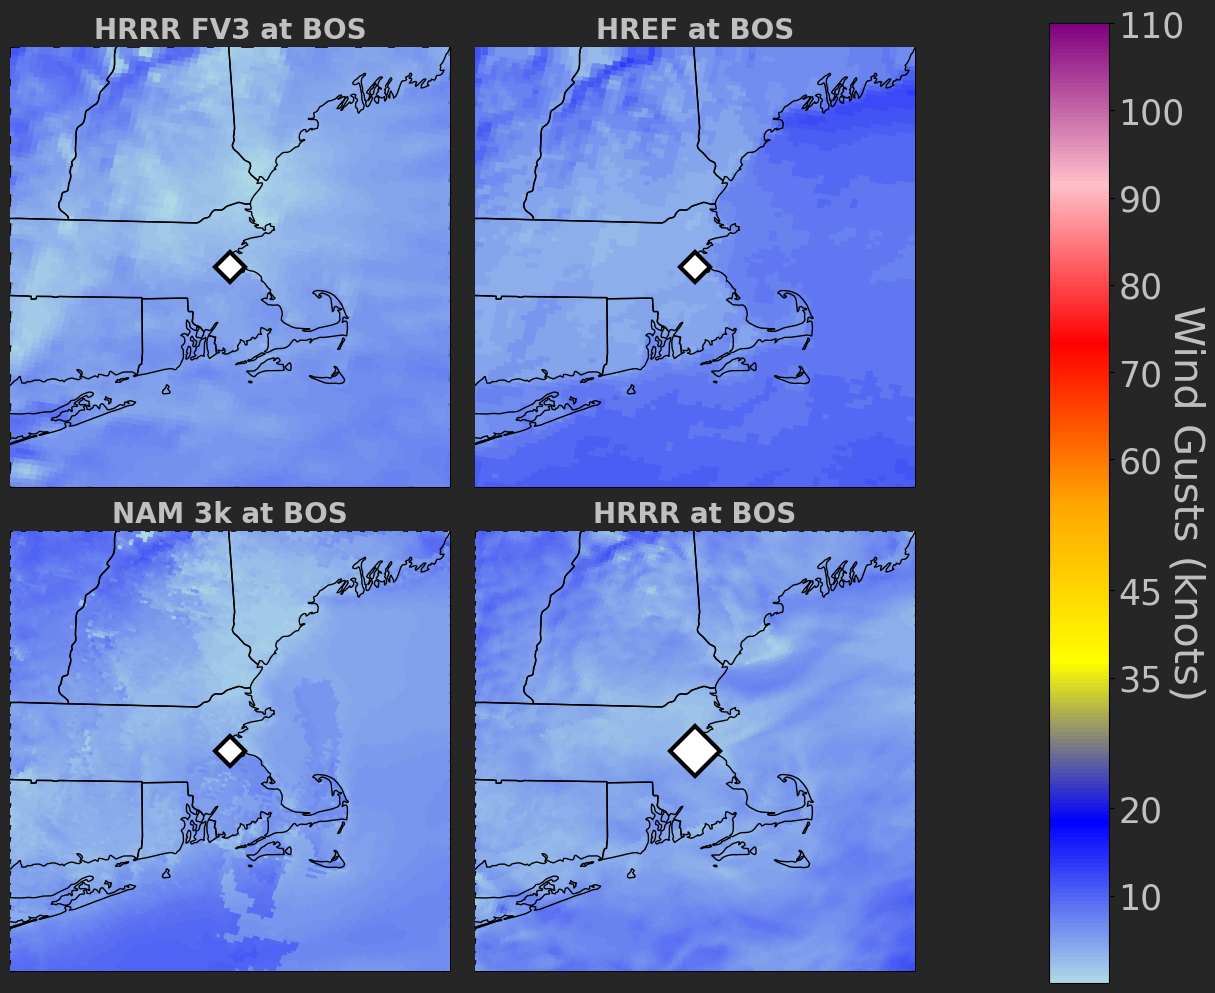 HRRR FV3 at BOS
HREF at BOS
NAM 3k at BOS
HRRR at BOS
110
100
90
80
70
60
45
35
20
10
Wind Gusts (knots)